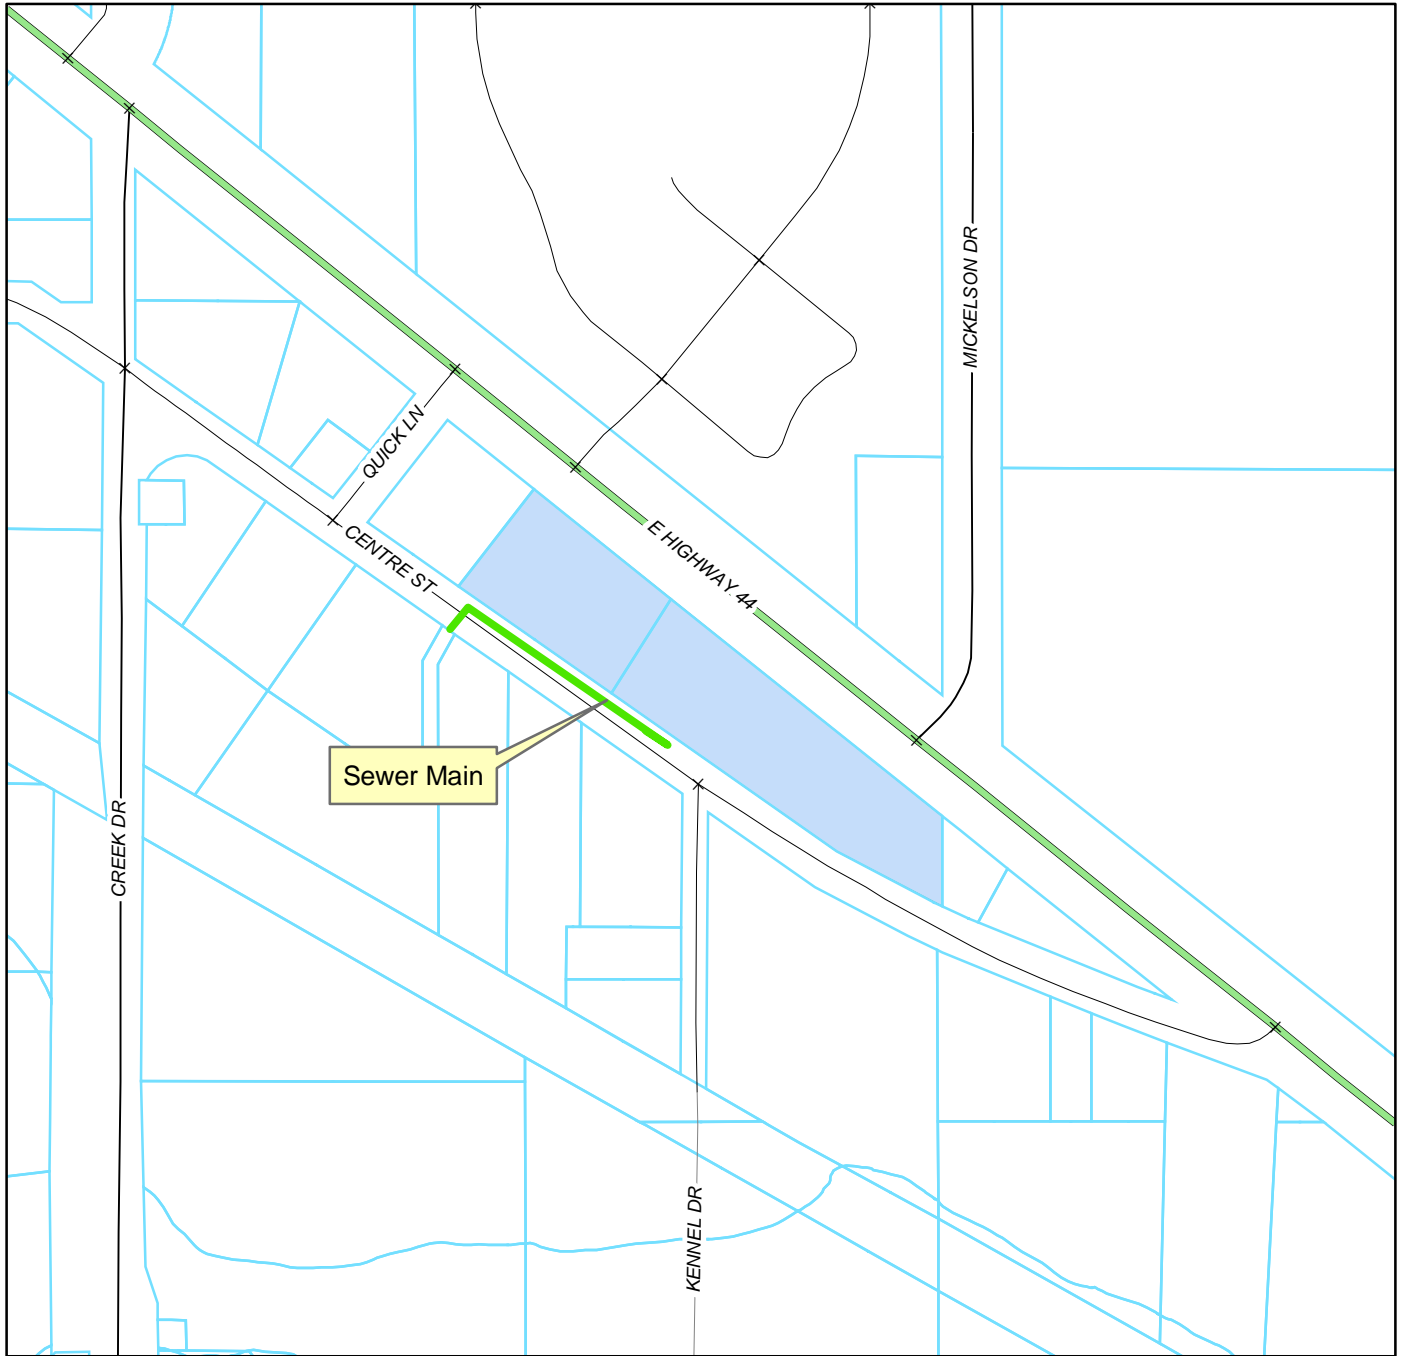 MICKELSON DR
QUICK LN
CENTRE ST
E HIGHWAY 44
Sewer Main
CREEK DR
KENNEL DR